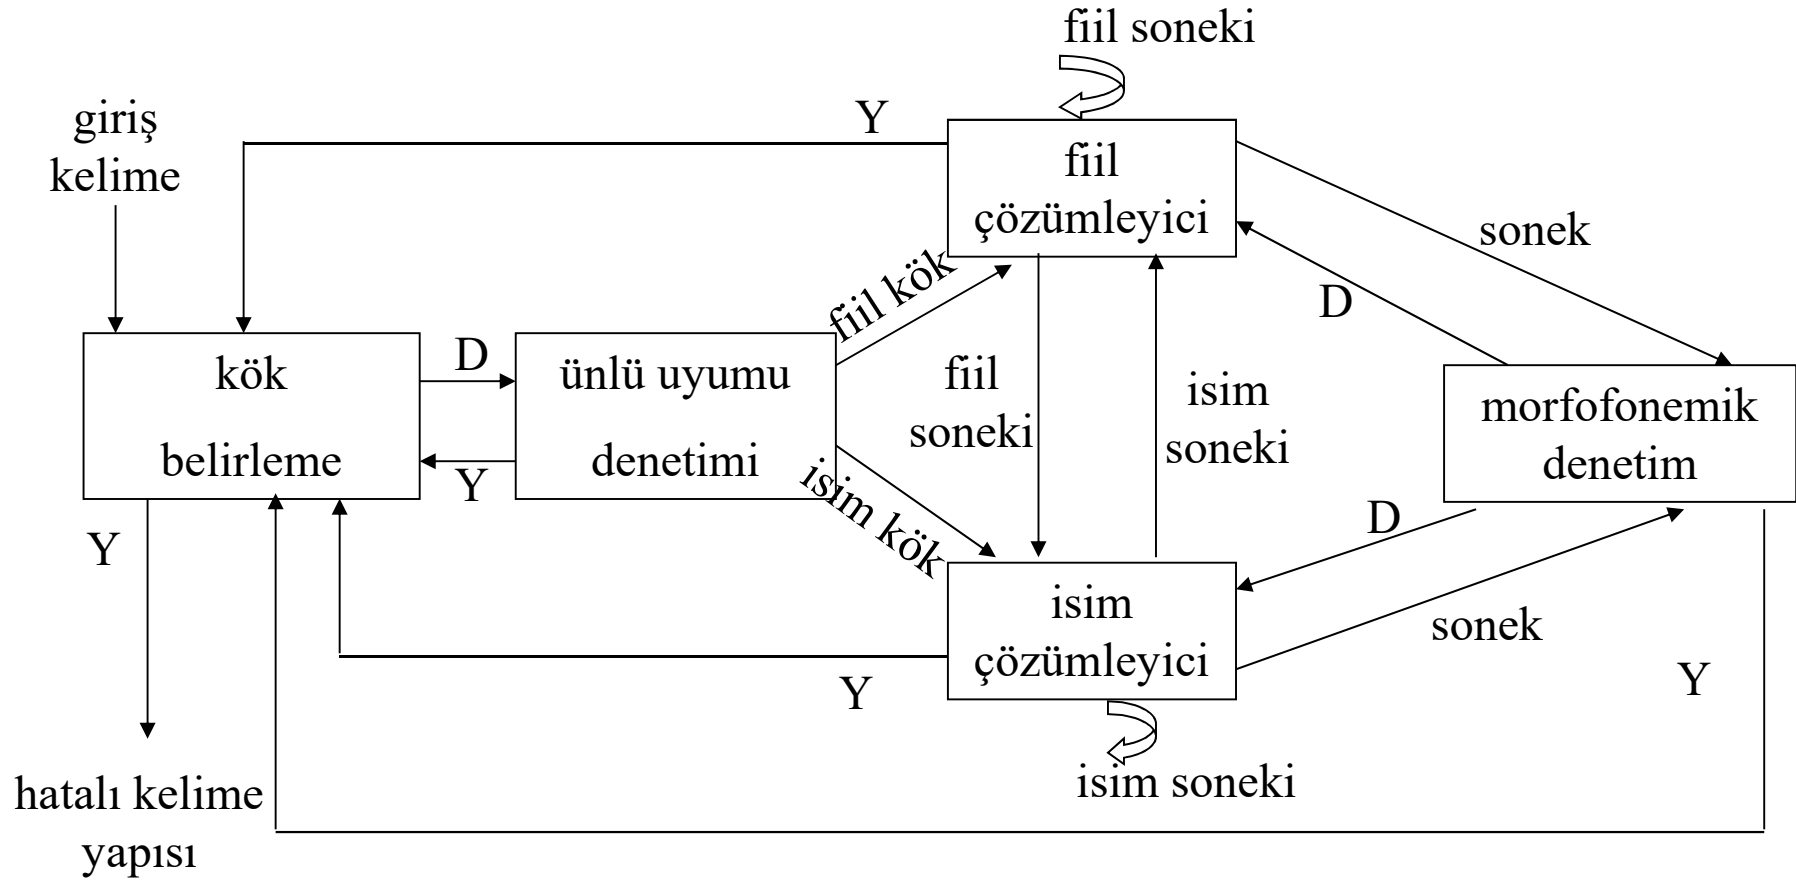 fiil soneki
giriş
kelime
Y
fiil
çözümleyici
sonek
fiil kök
D
kök
belirleme
D
Y
ünlü uyumu
denetimi
fiil
soneki
isim
soneki
morfofonemik
denetim
isim kök
D
Y
isim
çözümleyici
sonek
Y
Y
isim soneki
hatalı kelime
yapısı